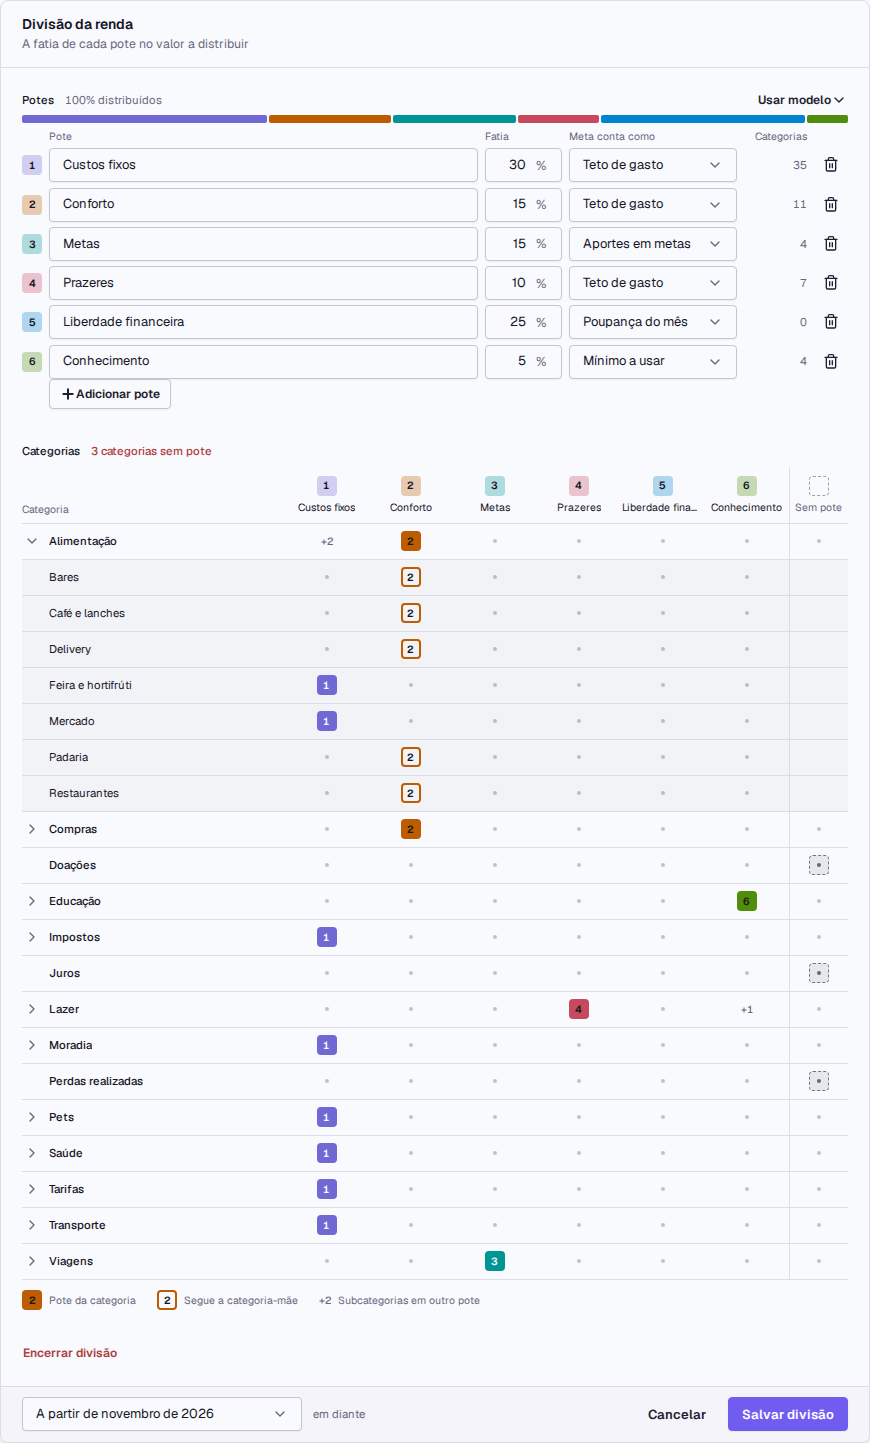 Divisão da renda
A fatia de cada pote no valor a distribuir
Potes 100% distribuídos Usar modelo
Pote Fatia Meta conta como Categorias
1 Custos fixos 30 % Teto de gasto 35
2 Conforto 15 % Teto de gasto 11
3 Metas 15 % Aportes em metas 4
4 Prazeres 10 % Teto de gasto 7
5 Liberdade financeira 25 % Poupança do mês 0
6 Conhecimento 5 % Mínimo a usar 4
+ Adicionar pote
Categorias 3 categorias sem pote
1 2 3 4 5 6
Categoria Custos fixos Conforto Metas Prazeres Liberdade fina... Conhecimento Sem pote
Alimentação +2 2
Bares 2
Café e lanches 2
Delivery 2
Feira e hortifrúti 1
Mercado 1
Padaria 2
Restaurantes 2
Compras 2
Doações
Educação 6
Impostos 1
Juros
Lazer 4 +1
Moradia 1
Perdas realizadas
Pets 1
Saúde 1
Tarifas 1
Transporte 1
Viagens 3
2 Pote da categoria 2 Segue a categoria-mãe +2 Subcategorias em outro pote
Encerrar divisão
A partir de novembro de 2026 em diante Cancelar Salvar divisão